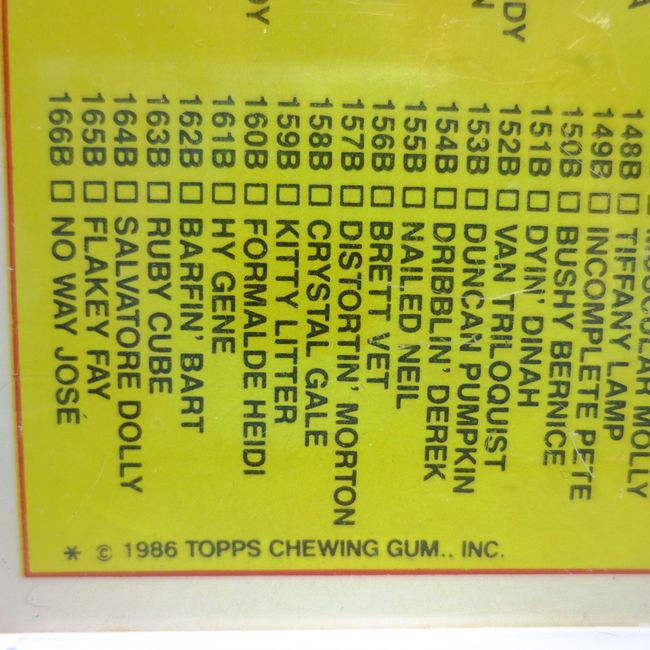 MUSCULAR MOLLY
148B □ TIFFANY LAMP
149B □ INCOMPLETE PETE
150B □ BUSHY BERNICE
151B □ DYIN' DINAH
152B □ VAN TRILOQUIST
153B □ DUNCAN PUMPKIN
154B □ DRIBBLIN' DEREK
155B □ NAILED NEIL
156B □ BRETT VET
157B □ DISTORTIN' MORTON
158B □ CRYSTAL GALE
159B □ KITTY LITTER
160B □ FORMALDE HEIDI
161B □ HY GENE
162B □ BARFIN' BART
163B □ RUBY CUBE
164B □ SALVATORE DOLLY
165B □ FLAKEY FAY
166B □ NO WAY JOSÉ
* © 1986 TOPPS CHEWING GUM., INC.